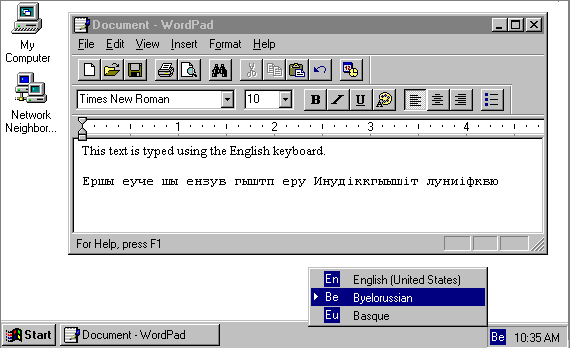 My
Computer
Network
Neighbor...
Document - WordPad
File Edit View Insert Format Help
Times New Roman 10 B I U
1 2 3 4
This text is typed using the English keyboard.
Ершы еуче шы ензув гыштп еру Инудіккгыышіт луниіфквю
For Help, press F1
En English (United States)
Be Byelorussian
Eu Basque
Start Document - WordPad Be 10:35 AM